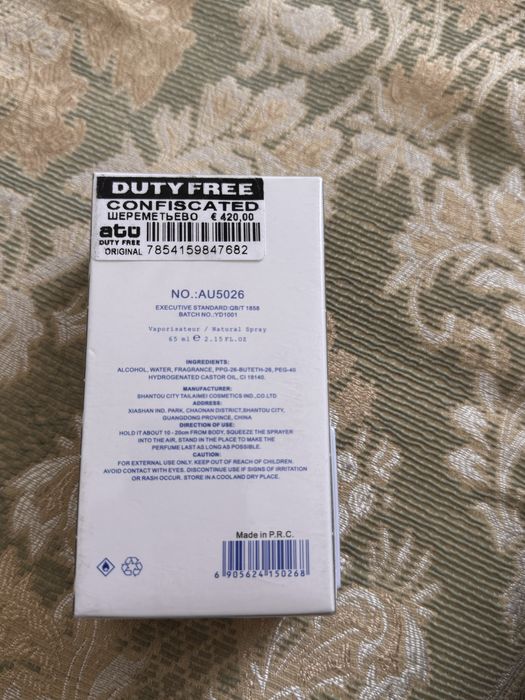 DUTY FREE
CONFISCATED
ШЕРЕМЕТЬЕВО € 420,00
atu
DUTY FREE
ORIGINAL 7854159847682
NO.:AU5026
EXECUTIVE STANDARD:QB/T 1858
BATCH NO.:YD1001
Vaporisateur / Natural Spray
65 ml e 2.15 FL.OZ
INGREDIENTS:
ALCOHOL, WATER, FRAGRANCE, PPG-26-BUTETH-26, PEG-40
HYDROGENATED CASTOR OIL, CI 18140.
MANUFACTURER:
SHANTOU CITY TAILAIMEI COSMETICS IND.,CO.LTD
ADDRESS:
XIASHAN IND. PARK, CHAONAN DISTRICT,SHANTOU CITY,
GUANGDONG PROVINCE, CHINA
DIRECTION OF USE:
HOLD IT ABOUT 10 - 20cm FROM BODY, SQUEEZE THE SPRAYER
INTO THE AIR, STAND IN THE PLACE TO MAKE THE
PERFUME LAST AS LONG AS POSSIBLE.
CAUTION:
FOR EXTERNAL USE ONLY. KEEP OUT OF REACH OF CHILDREN.
AVOID CONTACT WITH EYES. DISCONTINUE USE IF SIGNS OF IRRITATION
OR RASH OCCUR. STORE IN A COOLAND DRY PLACE.
Made in P.R.C.
6 905624 150268